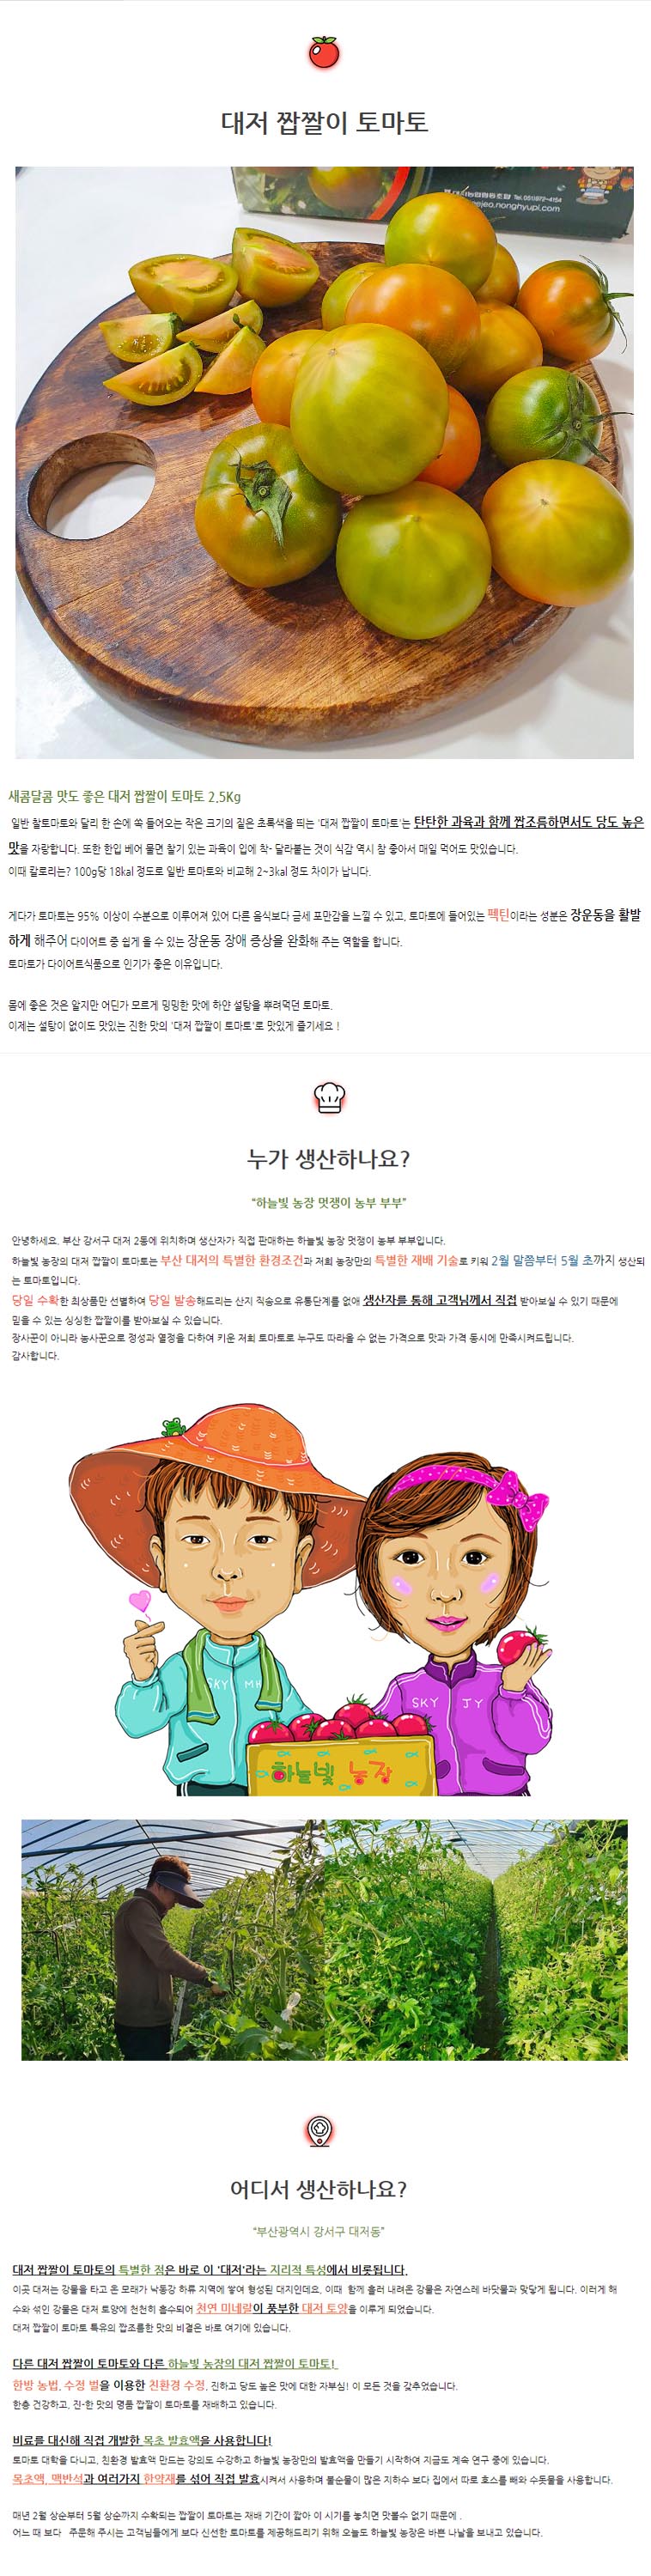 대저 짭짤이 토마토
Tel. 051)972-4154
ejeo.nonghyupi.com
새콤달콤 맛도 좋은 대저 짭짤이 토마토 2.5Kg
일반 찰토마토와 달리 한 손에 쏙 들어오는 작은 크기의 짙은 초록색을 띄는 '대저 짭짤이 토마토'는 탄탄한 과육과 함께 짭조름하면서도 당도 높은
맛을 자랑합니다. 또한 한입 베어 물면 찰기 있는 과육이 입에 착- 달라붙는 것이 식감 역시 참 좋아서 매일 먹어도 맛있습니다.
이때 칼로리는? 100g당 18kal 정도로 일반 토마토와 비교해 2~3kal 정도 차이가 납니다.
게다가 토마토는 95% 이상이 수분으로 이루어져 있어 다른 음식보다 금세 포만감을 느낄 수 있고, 토마토에 들어있는 펙틴이라는 성분은 장운동을 활발
하게 해주어 다이어트 중 쉽게 올 수 있는 장운동 장애 증상을 완화해 주는 역할을 합니다.
토마토가 다이어트식품으로 인기가 좋은 이유입니다.
몸에 좋은 것은 알지만 어딘가 모르게 밍밍한 맛에 하얀 설탕을 뿌려먹던 토마토.
이제는 설탕이 없이도 맛있는 진한 맛의 '대저 짭짤이 토마토'로 맛있게 즐기세요 !
누가 생산하나요?
"하늘빛 농장 멋쟁이 농부 부부"
안녕하세요. 부산 강서구 대저 2동에 위치하며 생산자가 직접 판매하는 하늘빛 농장 멋쟁이 농부 부부입니다.
하늘빛 농장의 대저 짭짤이 토마토는 부산 대저의 특별한 환경조건과 저희 농장만의 특별한 재배 기술로 키워 2월 말쯤부터 5월 초까지 생산되
는 토마토입니다.
당일 수확한 최상품만 선별하여 당일 발송해드리는 산지 직송으로 유통단계를 없애 생산자를 통해 고객님께서 직접 받아보실 수 있기 때문에
믿을 수 있는 싱싱한 짭짤이를 받아보실 수 있습니다.
장사꾼이 아니라 농사꾼으로 정성과 열정을 다하여 키운 저희 토마토로 누구도 따라올 수 없는 가격으로 맛과 가격 동시에 만족시켜드립니다.
감사합니다.
SKY
SKY JY
하늘빛 농장
어디서 생산하나요?
"부산광역시 강서구 대저동"
대저 짭짤이 토마토의 특별한 점은 바로 이 '대저'라는 지리적 특성에서 비롯됩니다.
이곳 대저는 강물을 타고 온 모래가 낙동강 하류 지역에 쌓여 형성된 대지인데요, 이때 함께 흘러 내려온 강물은 자연스레 바닷물과 맞닿게 됩니다. 이러게 해
수와 섞인 강물은 대저 토양에 천천히 흡수되어 천연 미네랄이 풍부한 대저 토양을 이루게 되었습니다.
대저 짭짤이 토마토 특유의 짭조름한 맛의 비결은 바로 여기에 있습니다.
다른 대저 짭짤이 토마토와 다른 하늘빛 농장의 대저 짭짤이 토마토!
한방 농법, 수정 벌을 이용한 친환경 수정, 진하고 당도 높은 맛에 대한 자부심! 이 모든 것을 갖추었습니다.
한층 건강하고, 진-한 맛의 명품 짭짤이 토마토를 재배하고 있습니다.
비료를 대신해 직접 개발한 목초 발효액을 사용합니다!
토마토 대학을 다니고, 친환경 발효액 만드는 강의도 수강하고 하늘빛 농장만의 발효액을 만들기 시작하여 지금도 계속 연구 중에 있습니다.
목초액, 맥반석과 여러가지 한약재를 섞어 직접 발효시켜서 사용하며 불순물이 많은 지하수 보다 집에서 따로 호스를 빼와 수돗물을 사용합니다.
매년 2월 상순부터 5월 상순까지 수확되는 짭짤이 토마토는 재배 기간이 짧아 이 시기를 놓치면 맛볼수 없기 때문에 .
어느 때 보다 주문해 주시는 고객님들에게 보다 신선한 토마토를 제공해드리기 위해 오늘도 하늘빛 농장은 바쁜 나날을 보내고 있습니다.